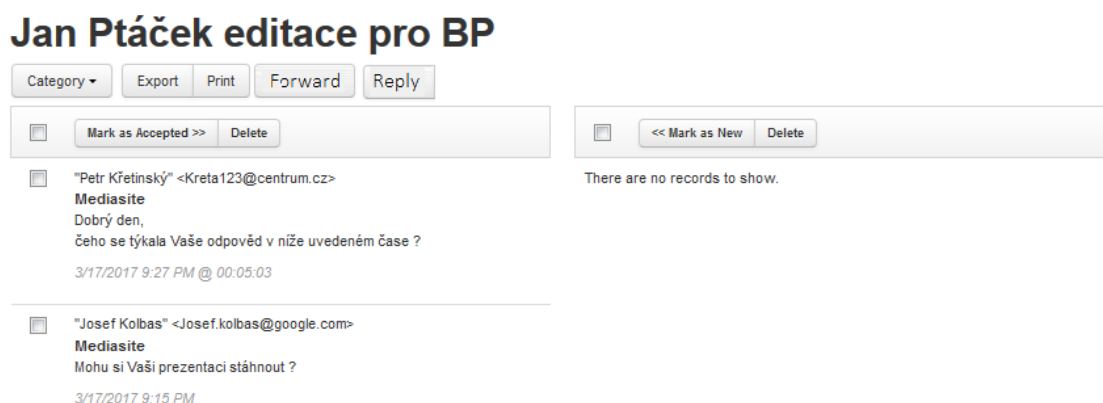 Jan Ptáček editace pro BP
Category
Export
Print
Forward
Reply
Mark as Accepted >>
Delete
<< Mark as New
Delete
"Petr Křetinský" <Kreta123@centrum.cz>
Mediasite
Dobrý den,
čeho se týkala Vaše odpověd v níže uvedeném čase ?
3/17/2017 9:27 PM @ 00:05:03
"Josef Kolbas" <Josef.kolbas@google.com>
Mediasite
Mohu si Vaši prezentaci stáhnout ?
3/17/2017 9:15 PM
There are no records to show.